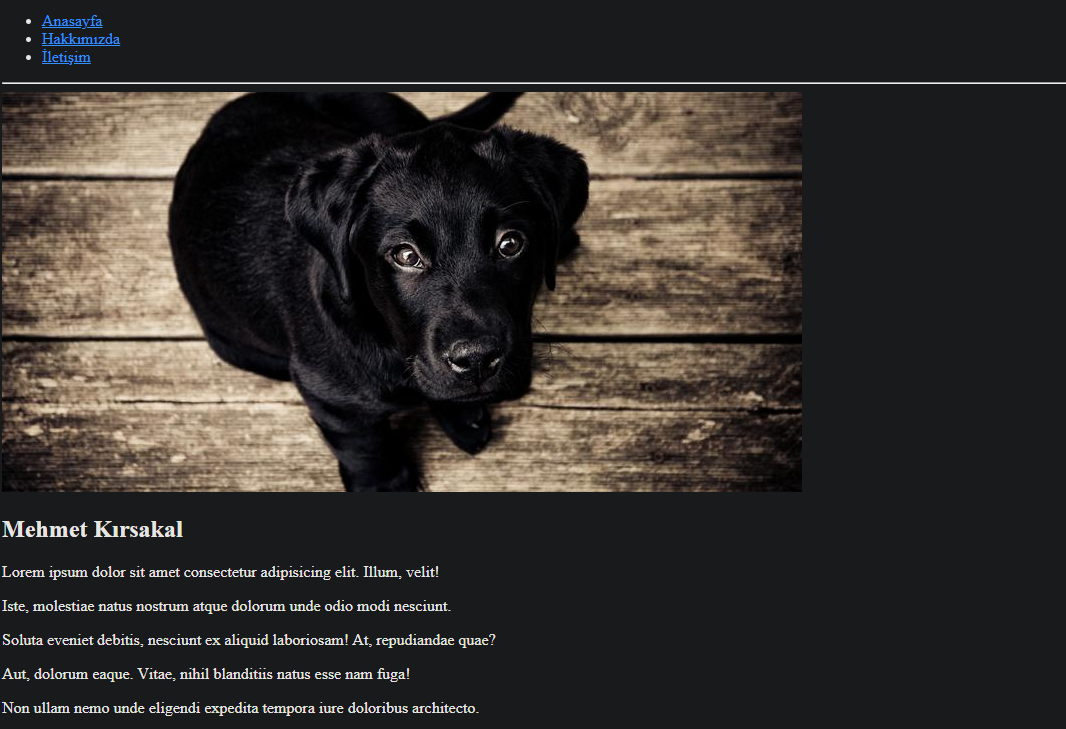 Anasayfa
Hakkımızda
İletişim
Mehmet Kırsakal
Lorem ipsum dolor sit amet consectetur adipisicing elit. Illum, velit!
Iste, molestiae natus nostrum atque dolorum unde odio modi nesciunt.
Soluta eveniet debitis, nesciunt ex aliquid laboriosam! At, repudiandae quae?
Aut, dolorum eaque. Vitae, nihil blanditiis natus esse nam fuga!
Non ullam nemo unde eligendi expedita tempora iure doloribus architecto.